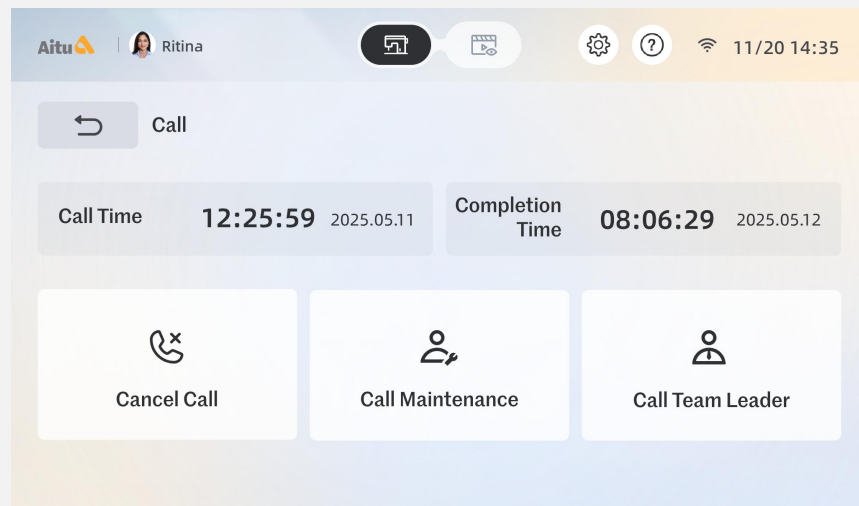 Aitu
Ritina
11/20 14:35
Call
Call Time 12:25:59 2025.05.11
Completion
Time 08:06:29 2025.05.12
Cancel Call
Call Maintenance
Call Team Leader